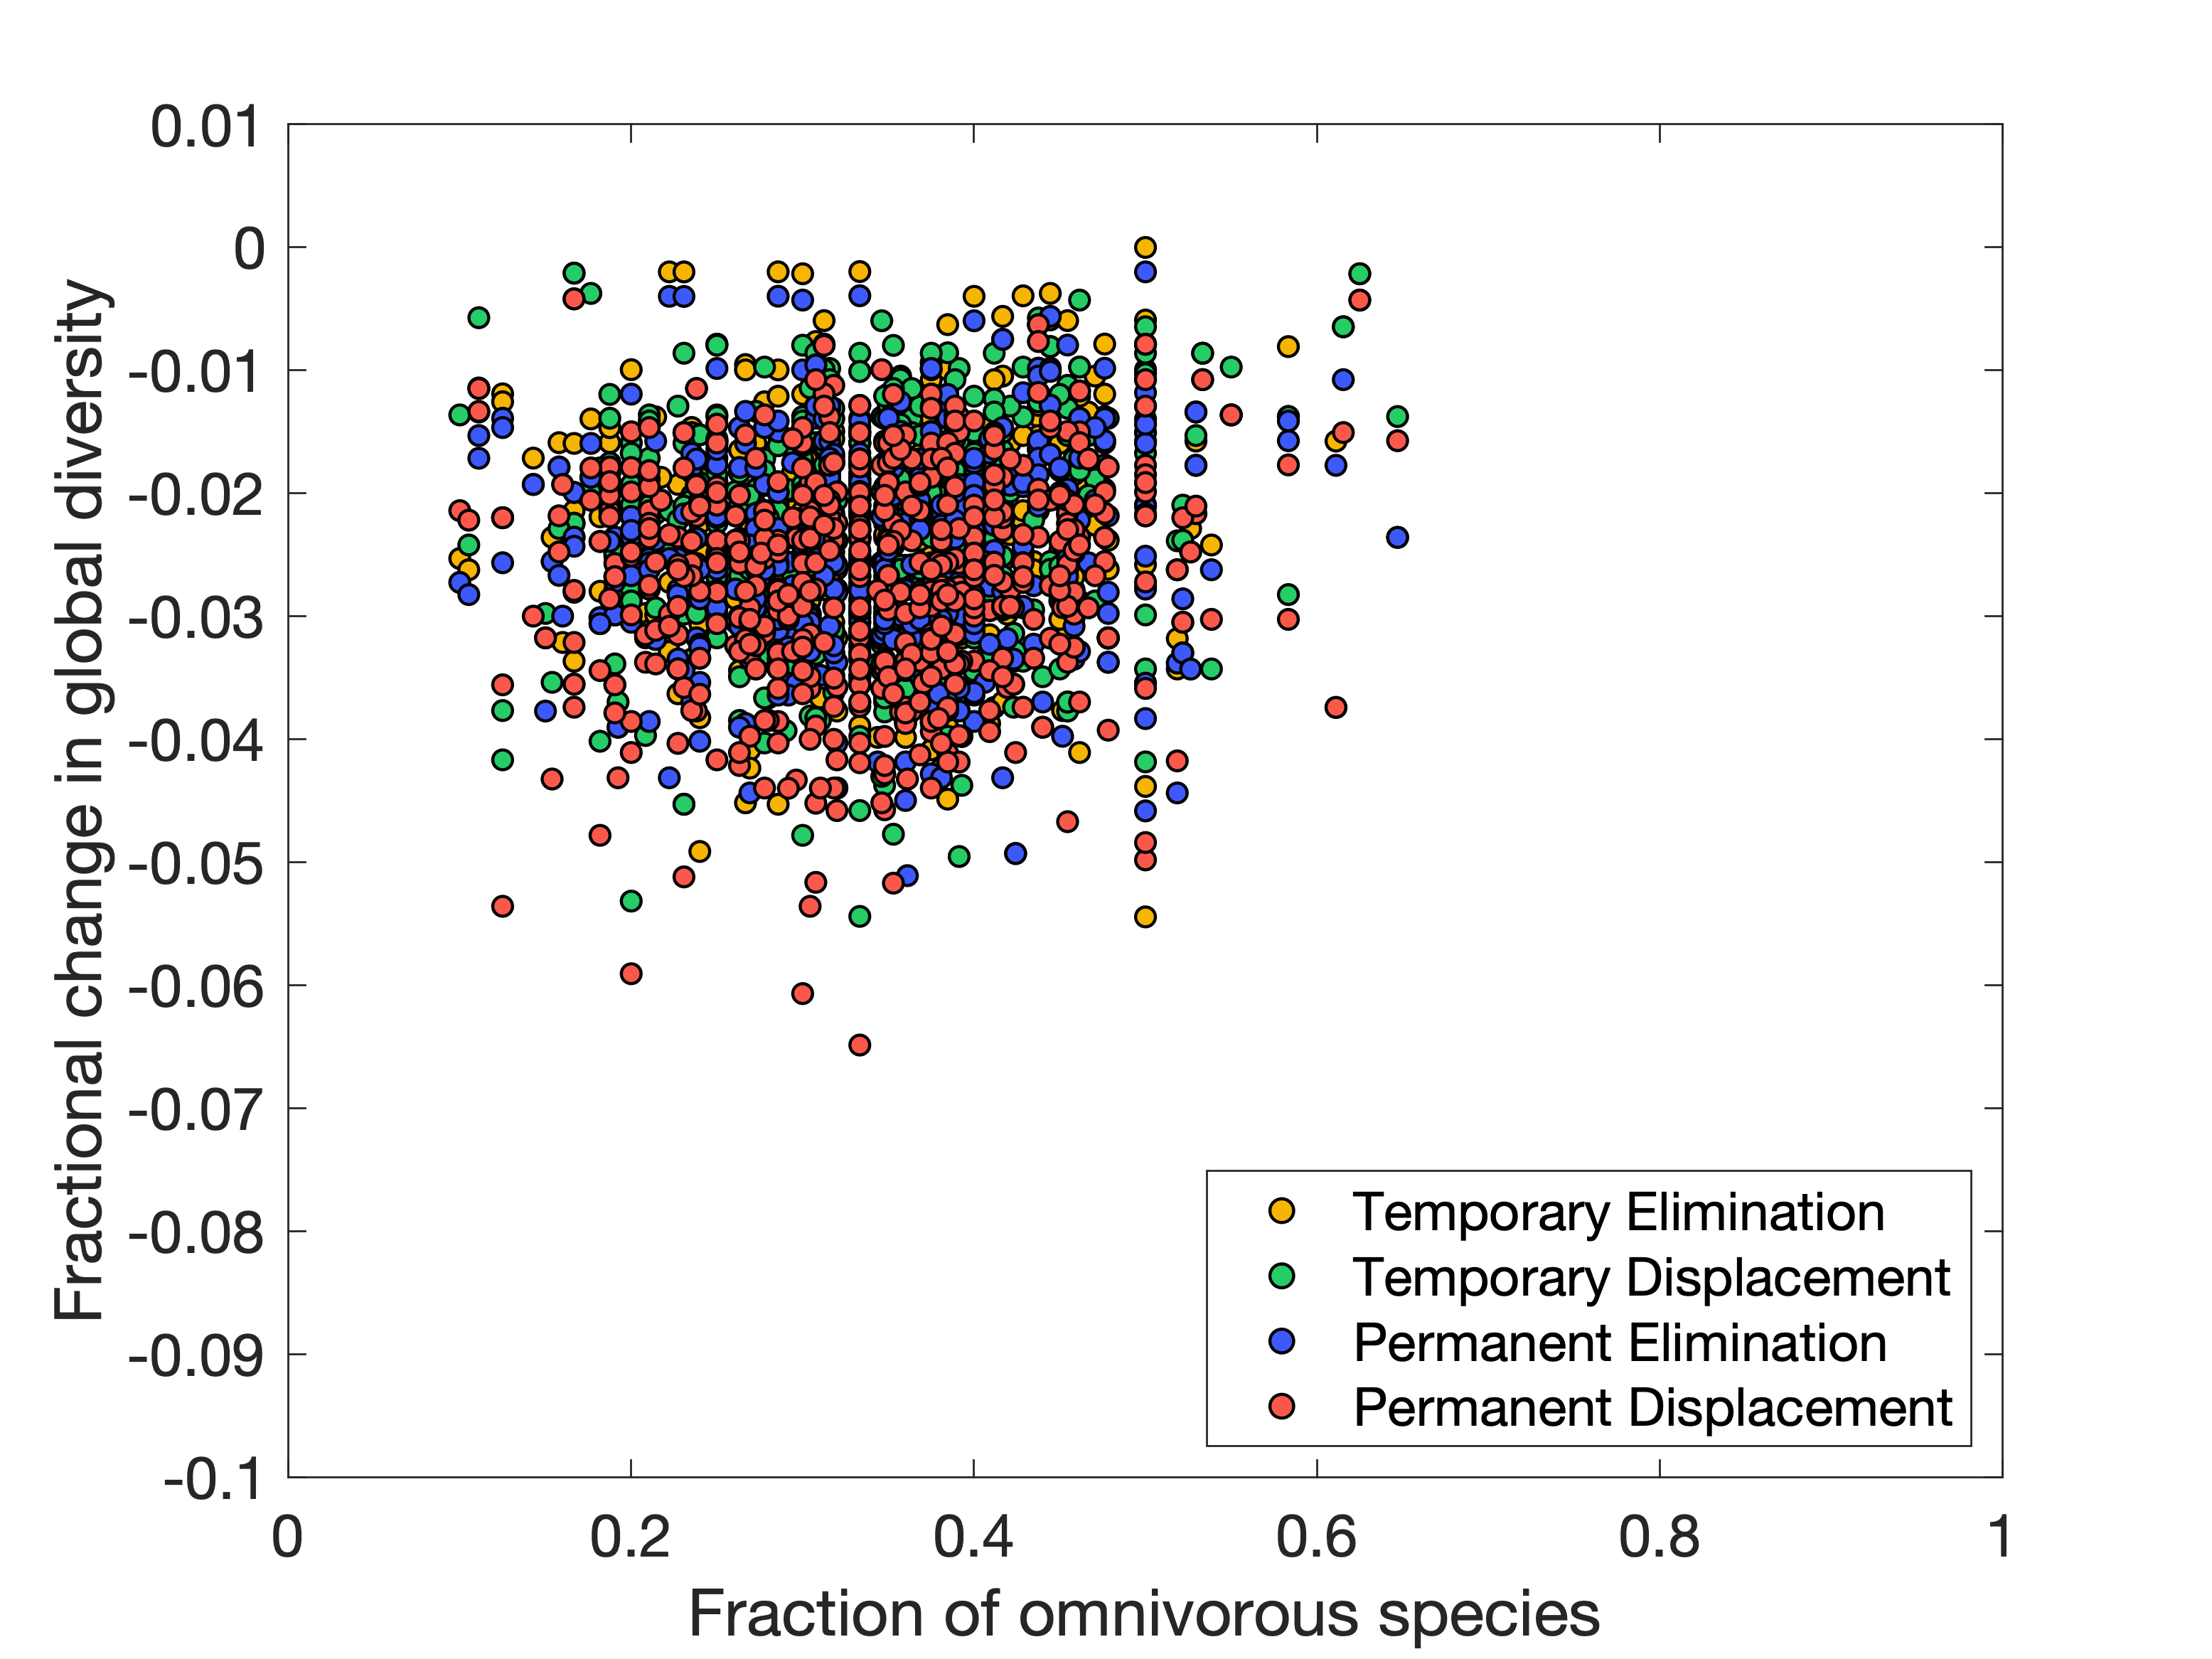 0.01
0
-0.01
-0.02
-0.03
-0.04
-0.05
-0.06
-0.07
-0.08
-0.09
-0.1
Fractional change in global diversity
Temporary Elimination
Temporary Displacement
Permanent Elimination
Permanent Displacement
0 0.2 0.4 0.6 0.8 1
Fraction of omnivorous species